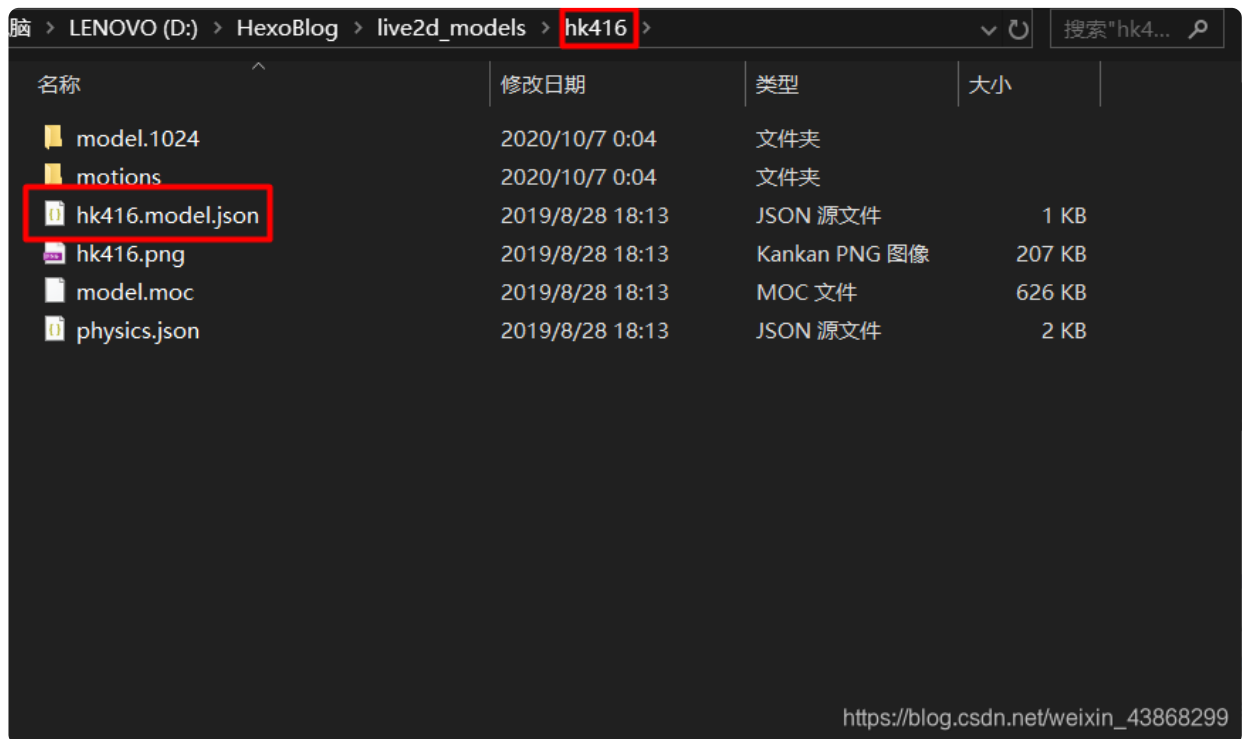 脑 > LENOVO (D:) > HexoBlog > live2d_models > hk416 > 搜索"hk4...
名称 修改日期 类型 大小
model.1024 2020/10/7 0:04 文件夹
motions 2020/10/7 0:04 文件夹
hk416.model.json 2019/8/28 18:13 JSON 源文件 1 KB
hk416.png 2019/8/28 18:13 Kankan PNG 图像 207 KB
model.moc 2019/8/28 18:13 MOC 文件 626 KB
physics.json 2019/8/28 18:13 JSON 源文件 2 KB
https://blog.csdn.net/weixin_43868299